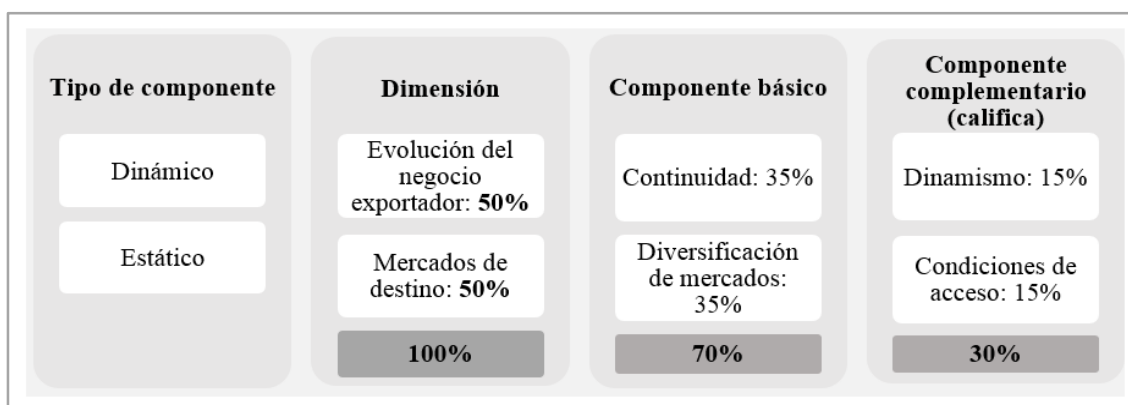 Tipo de componente
Dinámico
Estático
Dimensión
Evolución del
negocio
exportador: 50%
Mercados de
destino: 50%
100%
Componente básico
Continuidad: 35%
Diversificación
de mercados:
35%
70%
Componente
complementario
(califica)
Dinamismo: 15%
Condiciones de
acceso: 15%
30%